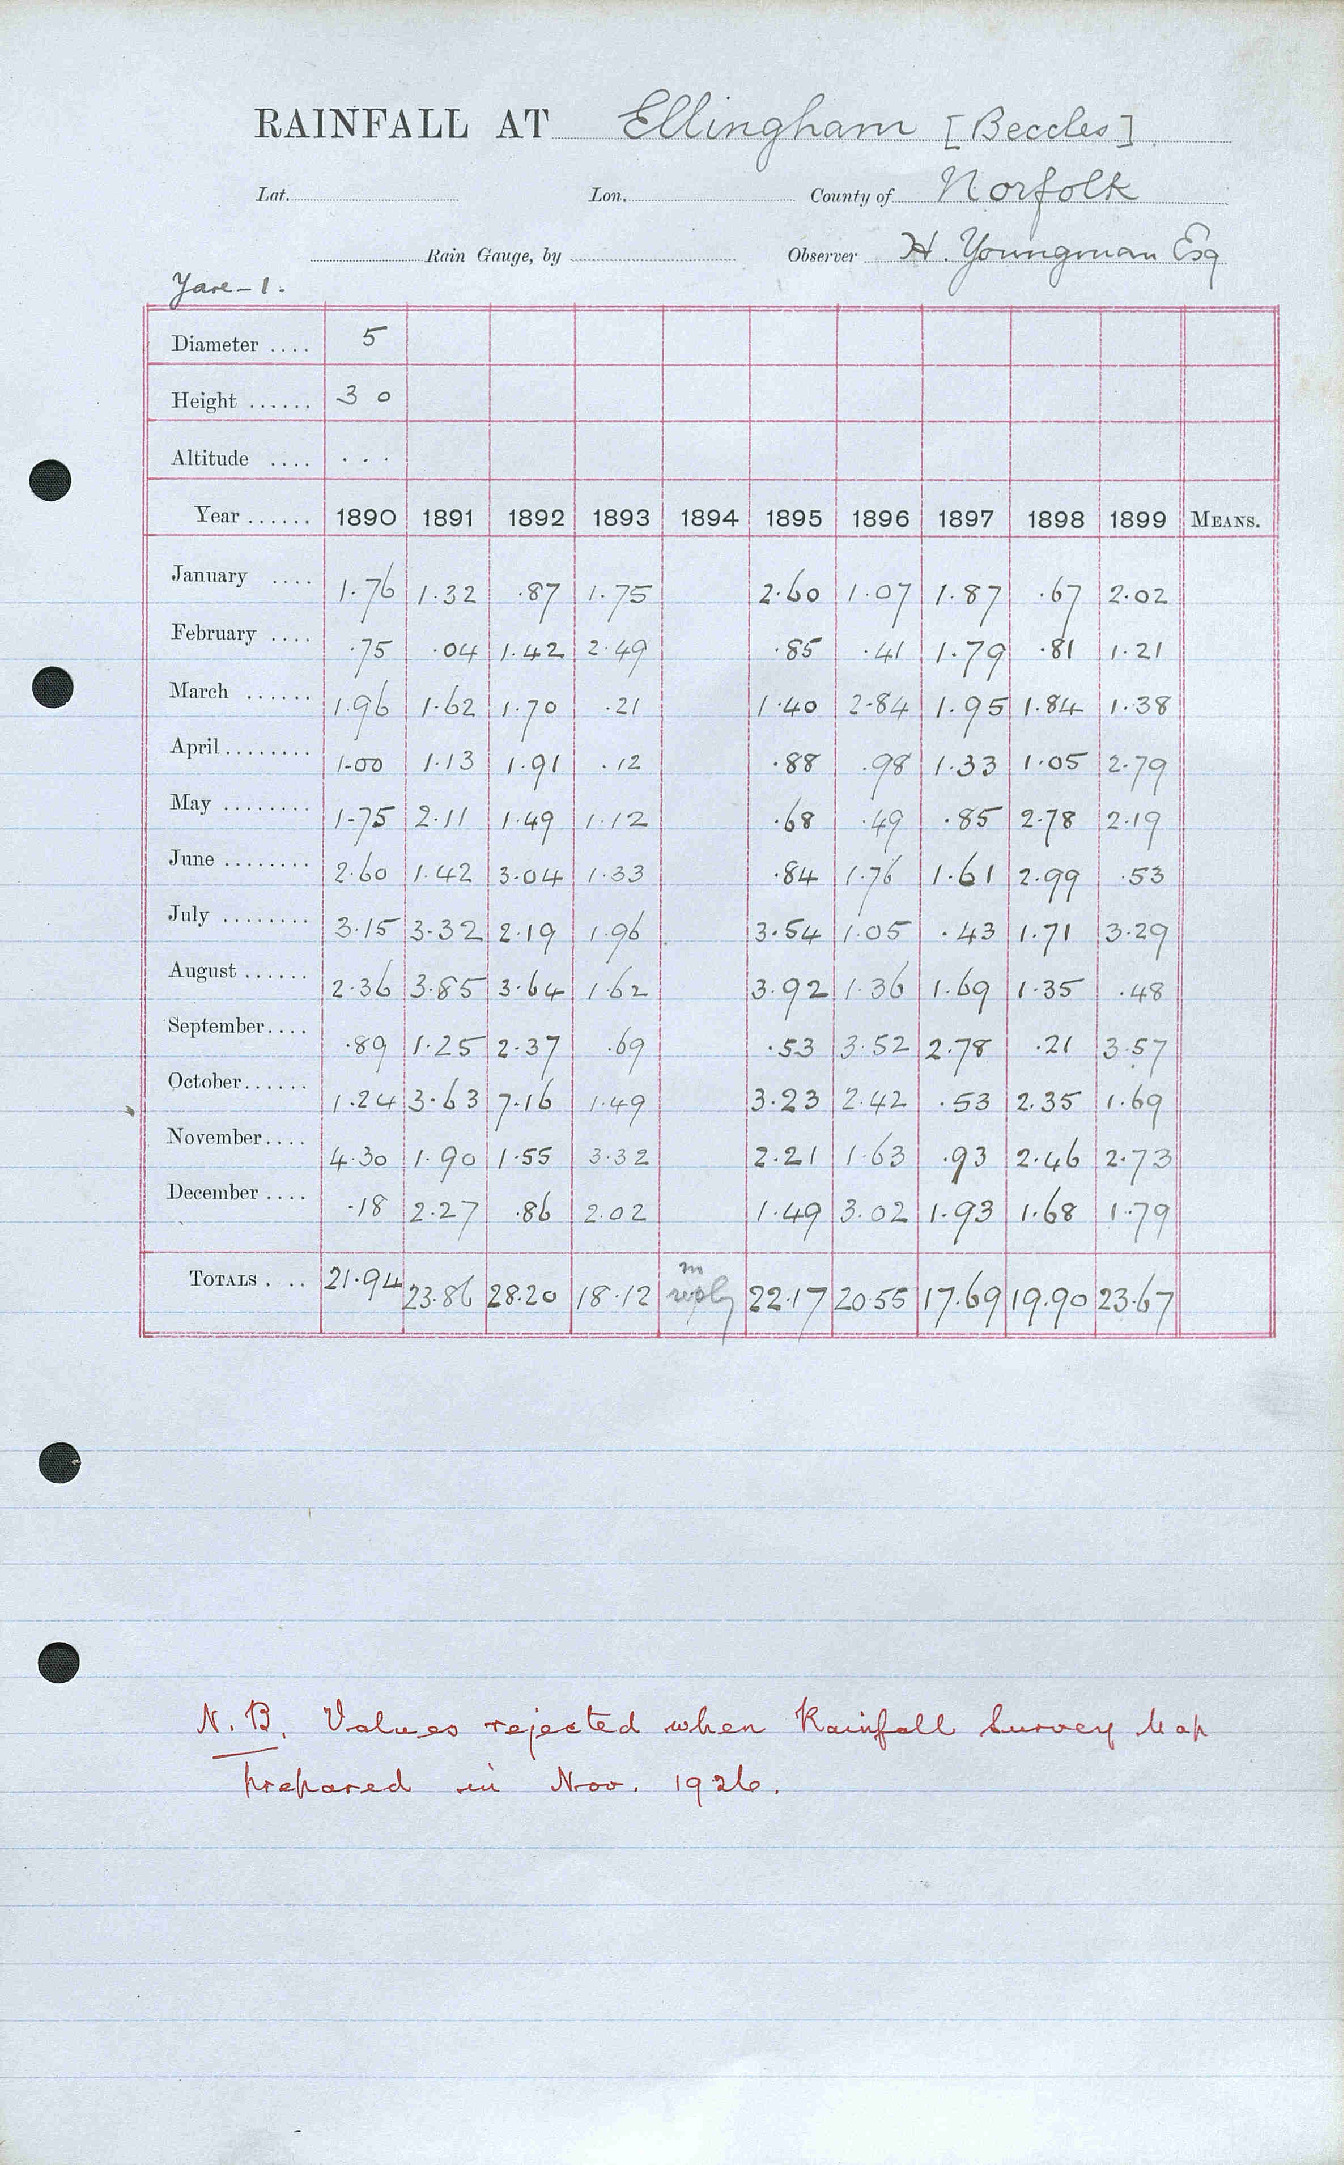 RAINFALL AT Ellingham [Beccles]
Lat. Lon. County of Norfolk
Rain Gauge, by Observer H. Youngman Esq
Yare-1.
Diameter .... 5
Height ...... 3 0
Altitude .... ...
Year ...... 1890 1891 1892 1893 1894 1895 1896 1897 1898 1899 MEANS.
January .... 1.76 1.32 .87 1.75 2.60 1.07 1.87 .67 2.02
February .... .75 .04 1.42 2.49 .85 .41 1.79 .81 1.21
March ...... 1.96 1.62 1.70 .21 1.40 2.84 1.95 1.84 1.38
April ........ 1.00 1.13 1.91 .12 .88 .98 1.33 1.05 2.79
May ........ 1.75 2.11 1.49 1.12 .68 .49 .85 2.78 2.19
June ........ 2.60 1.42 3.04 1.33 .84 1.76 1.61 2.99 .53
July ........ 3.15 3.32 2.19 1.96 3.54 1.05 .43 1.71 3.29
August ...... 2.36 3.85 3.64 1.62 3.92 1.36 1.69 1.35 .48
September.... .89 1.25 2.37 .69 .53 3.52 2.78 .21 3.57
October...... 1.24 3.63 7.16 1.49 3.23 2.42 .53 2.35 1.69
November.... 4.30 1.90 1.55 3.32 2.21 1.63 .93 2.46 2.73
December .... .18 2.27 .86 2.02 1.49 3.02 1.93 1.68 1.79
TOTALS . .. 21.94 23.86 28.20 18.12 no reply 22.17 20.55 17.69 19.90 23.67
N.B. Values rejected when Rainfall Survey Map
prepared in Nov. 1926.